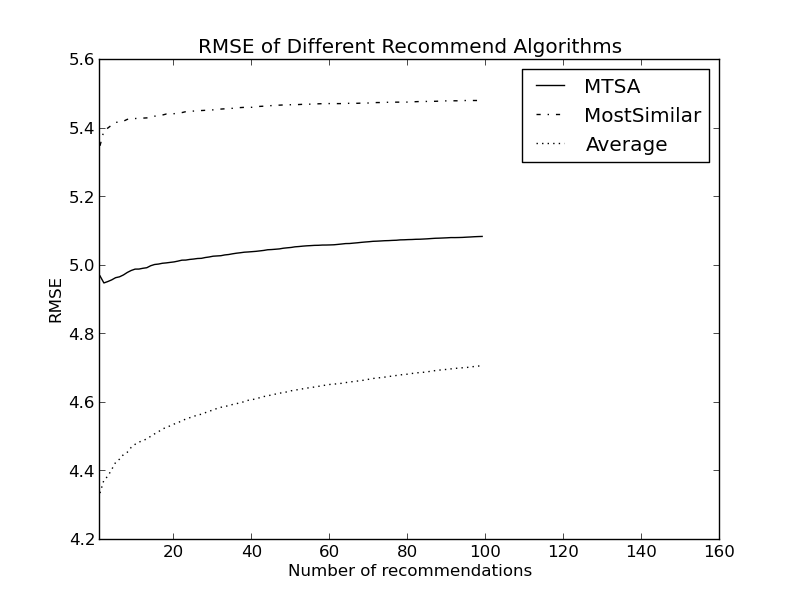 RMSE of Different Recommend Algorithms
5.6
5.4
5.2
5.0
4.8
4.6
4.4
4.2
RMSE
MTSA
MostSimilar
Average
20 40 60 80 100 120 140 160
Number of recommendations